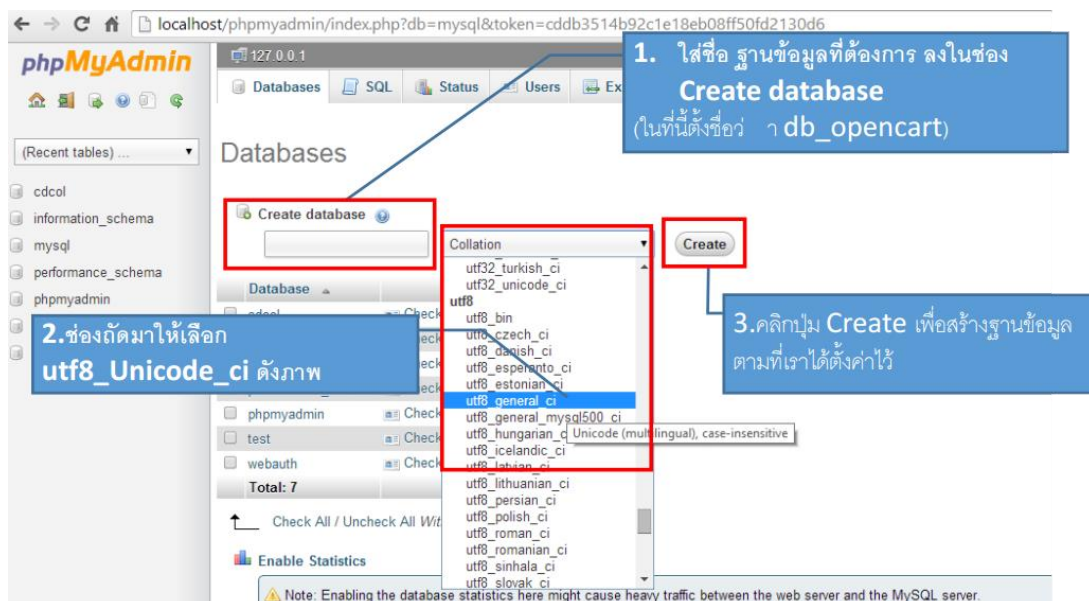 localhost/phpmyadmin/index.php?db=mysql&token=cddb3514b92c1e18eb08ff50fd2130d6
phpMyAdmin
(Recent tables) ...
cdcol
information_schema
mysql
performance_schema
phpmyadmin
127.0.0.1
Databases
SQL
Status
Users
Ex
1. ใส่ชื่อ ฐานข้อมูลที่ต้องการ ลงในช่อง
Create database
(ในที่นี้ตั้งชื่อว่ า db_opencart)
Databases
Create database
Collation
Create
utf32_turkish_ci
utf32_unicode_ci
utf8
utf8_bin
utf8_czech_ci
utf8_danish_ci
utf8_esperanto_ci
utf8_estonian_ci
utf8_general_ci
utf8_general_mysql500_ci
utf8_hungarian_c
Unicode (multilingual), case-insensitive
utf8_icelandic_ci
utf8_latvian_ci
utf8_lithuanian_ci
utf8_persian_ci
utf8_polish_ci
utf8_roman_ci
utf8_romanian_ci
utf8_sinhala_ci
utf8_slovak_ci
Database
cdcol Check
2.ช่องถัดมาให้เลือก
utf8_Unicode_ci ดังภาพ
3.คลิกปุ่ม Create เพื่อสร้างฐานข้อมูล
ตามที่เราได้ตั้งค่าไว้
phpmyadmin Check
test Check
webauth Check
Total: 7
Check All / Uncheck All Wit
Enable Statistics
Note: Enabling the database statistics here might cause heavy traffic between the web server and the MySQL server.